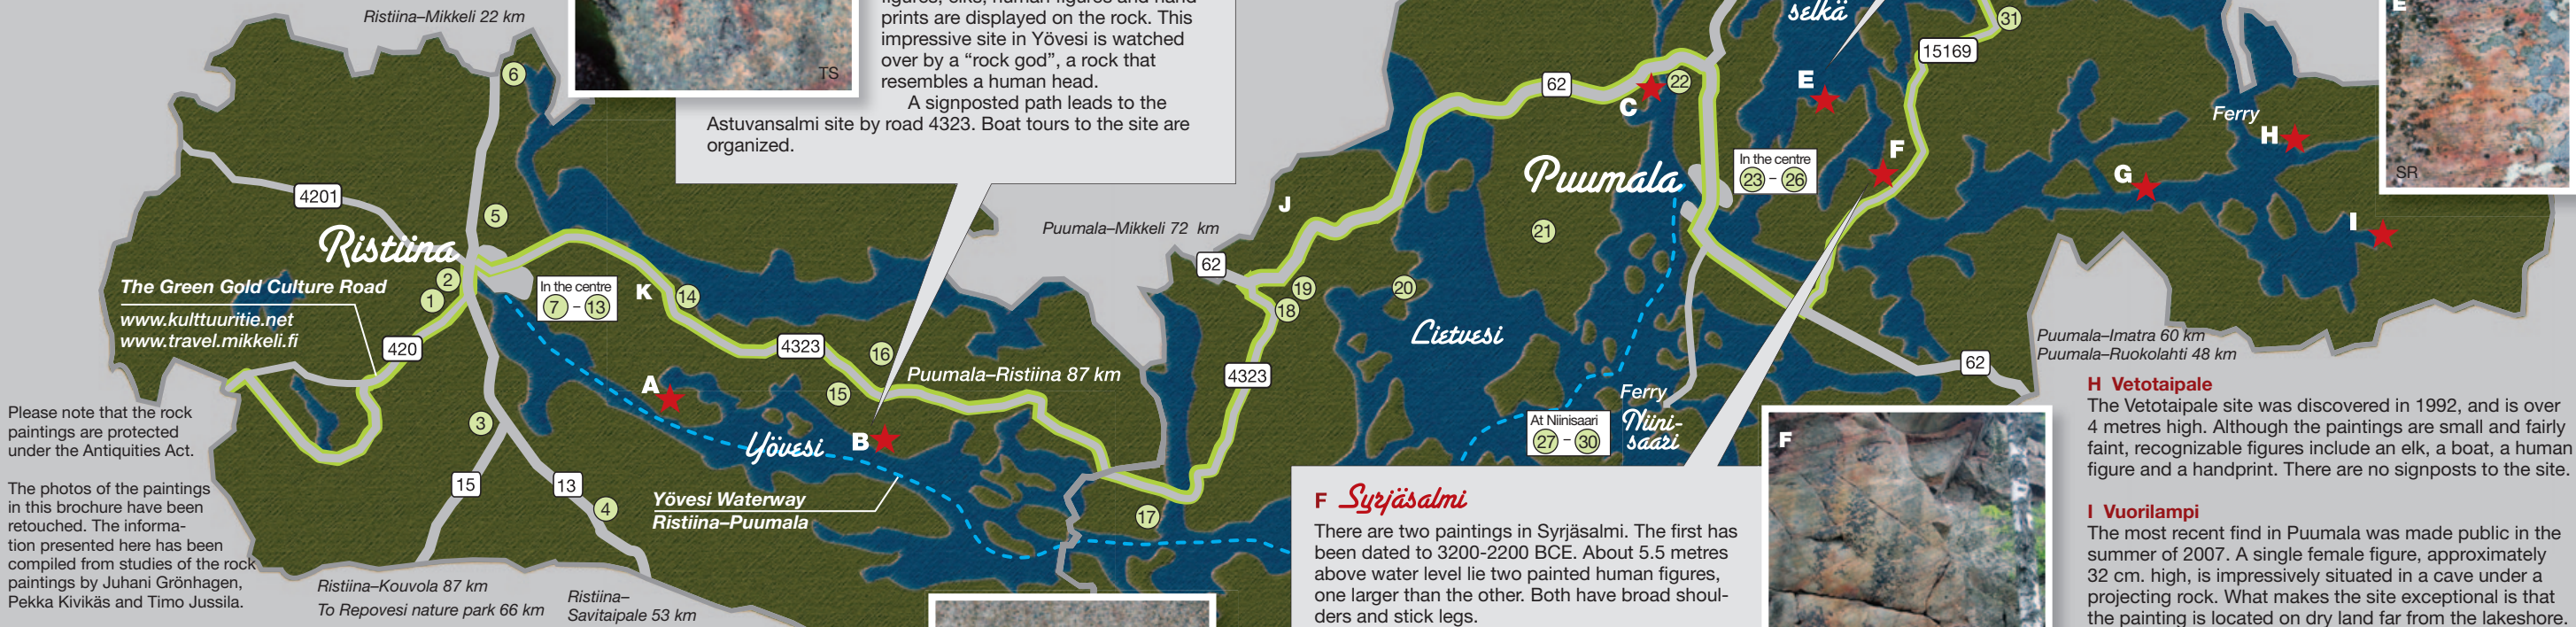 Ristiina–Mikkeli 22 km
6
TS
prints are displayed on the rock. This
impressive site in Yövesi is watched
over by a “rock god”, a rock that
resembles a human head.
A signposted path leads to the
Astuvansalmi site by road 4323. Boat tours to the site are
organized.
selkä
31
15169
62
C
22
E
F
Ferry
H
G
I
E
SR
4201
5
Ristiina
2
1
The Green Gold Culture Road
www.kulttuuritie.net
www.travel.mikkeli.fi
420
In the centre
7 – 13
K
14
4323
16
15
Puumala–Ristiina 87 km
A
B
Yövesi
Yövesi Waterway
Ristiina–Puumala
3
15
13
4
Puumala–Mikkeli 72 km
J
62
19
18
4323
17
20
21
Puumala
In the centre
23 – 26
Lietvesi
Ferry
Niini-
saari
At Niinisaari
27 – 30
62
Puumala–Imatra 60 km
Puumala–Ruokolahti 48 km
Please note that the rock
paintings are protected
under the Antiquities Act.
The photos of the paintings
in this brochure have been
retouched. The informa-
tion presented here has been
compiled from studies of the rock
paintings by Juhani Grönhagen,
Pekka Kivikäs and Timo Jussila.
Ristiina–Kouvola 87 km
To Repovesi nature park 66 km
Ristiina–
Savitaipale 53 km
F Syrjäsalmi
There are two paintings in Syrjäsalmi. The first has
been dated to 3200-2200 BCE. About 5.5 metres
above water level lie two painted human figures,
one larger than the other. Both have broad shoul-
ders and stick legs.
F
H Vetotaipale
The Vetotaipale site was discovered in 1992, and is over
4 metres high. Although the paintings are small and fairly
faint, recognizable figures include an elk, a boat, a human
figure and a handprint. There are no signposts to the site.
I Vuorilampi
The most recent find in Puumala was made public in the
summer of 2007. A single female figure, approximately
32 cm. high, is impressively situated in a cave under a
projecting rock. What makes the site exceptional is that
the painting is located on dry land far from the lakeshore.